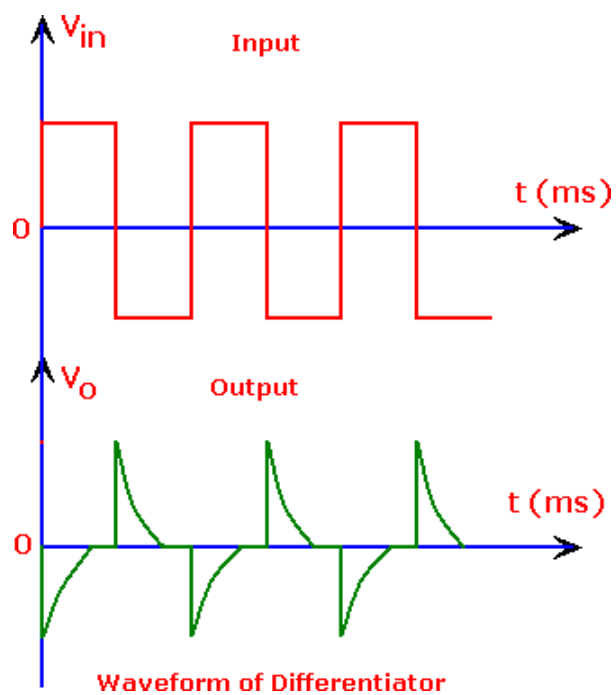 Vin
Input
t (ms)
0
Vo
Output
t (ms)
0
Waveform of Differentiator